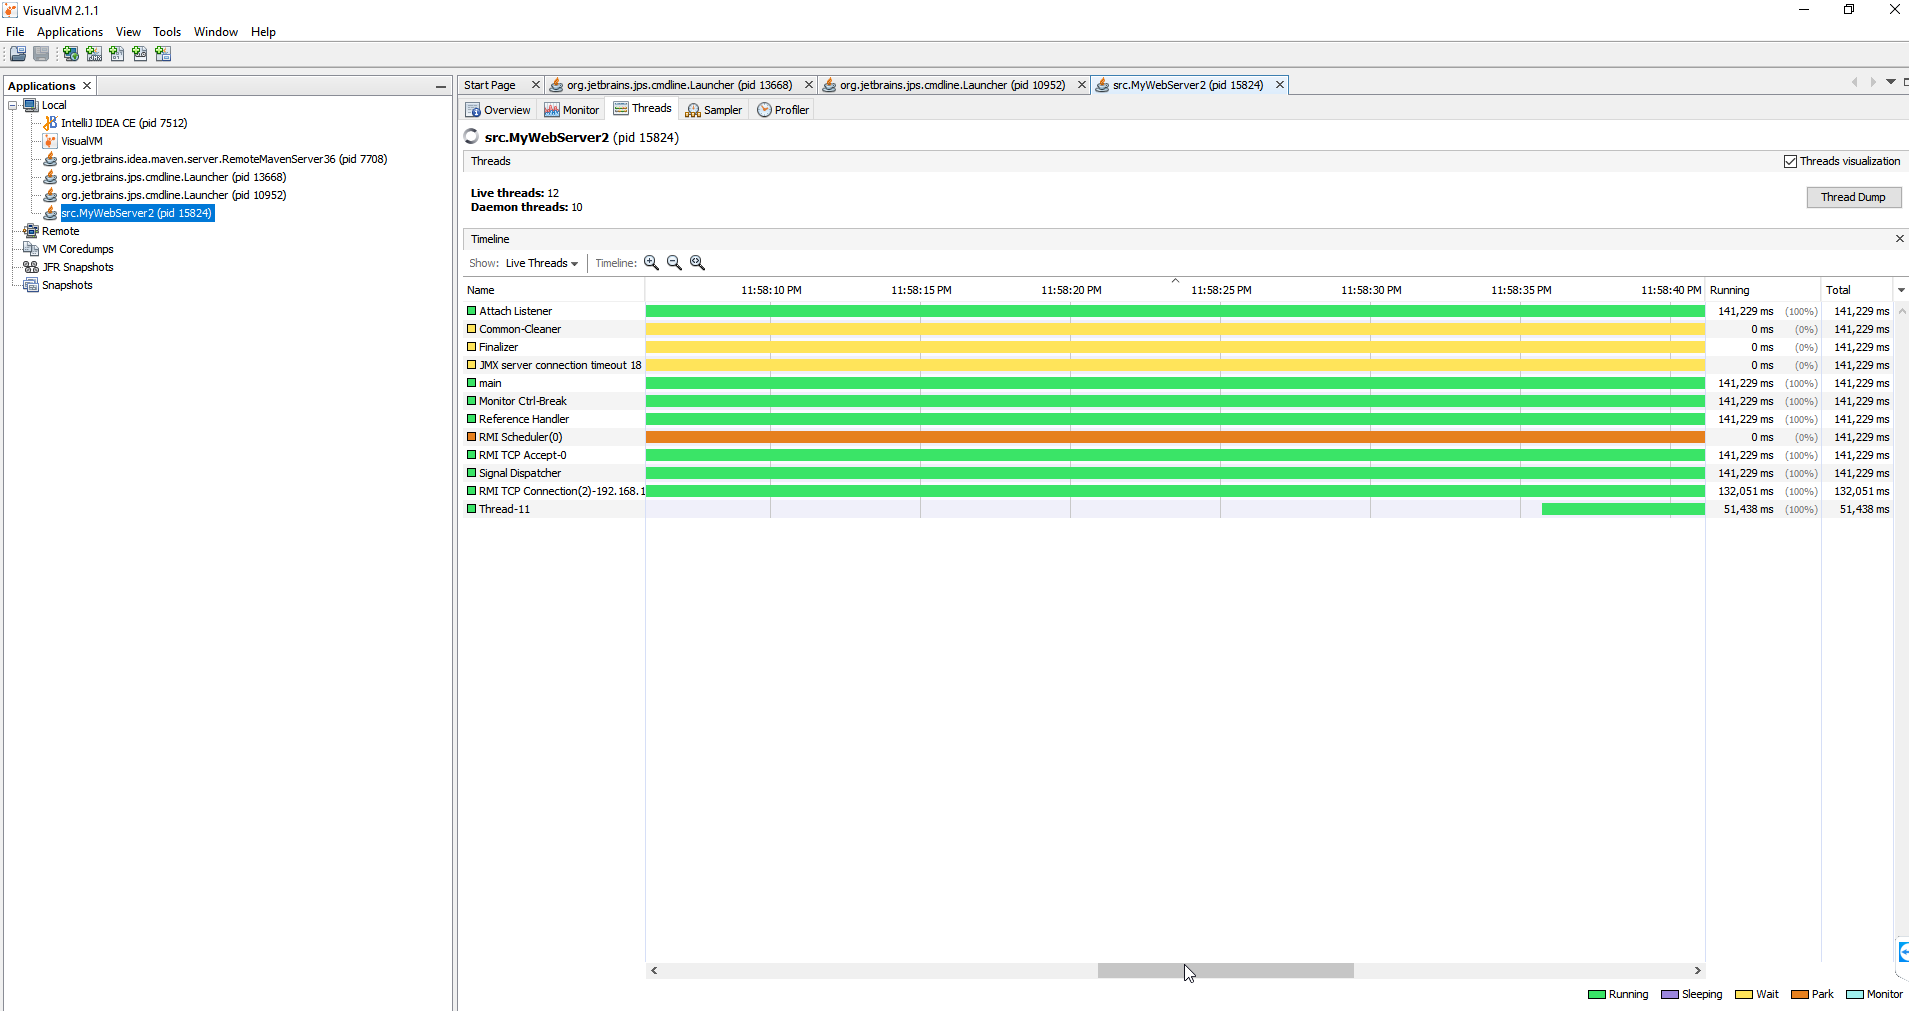 VisualVM 2.1.1
File Applications View Tools Window Help
Applications
Local
IntelliJ IDEA CE (pid 7512)
VisualVM
org.jetbrains.idea.maven.server.RemoteMavenServer36 (pid 7708)
org.jetbrains.jps.cmdline.Launcher (pid 13668)
org.jetbrains.jps.cmdline.Launcher (pid 10952)
src.MyWebServer2 (pid 15824)
Remote
VM Coredumps
JFR Snapshots
Snapshots
Start Page org.jetbrains.jps.cmdline.Launcher (pid 13668) org.jetbrains.jps.cmdline.Launcher (pid 10952) src.MyWebServer2 (pid 15824)
Overview Monitor Threads Sampler Profiler
src.MyWebServer2 (pid 15824)
Threads Threads visualization
Live threads: 12
Daemon threads: 10
Thread Dump
Timeline
Show: Live Threads Timeline:
Name 11:58:10 PM 11:58:15 PM 11:58:20 PM 11:58:25 PM 11:58:30 PM 11:58:35 PM 11:58:40 PM Running Total
Attach Listener 141,229 ms (100%) 141,229 ms
Common-Cleaner 0 ms (0%) 141,229 ms
Finalizer 0 ms (0%) 141,229 ms
JMX server connection timeout 18 0 ms (0%) 141,229 ms
main 141,229 ms (100%) 141,229 ms
Monitor Ctrl-Break 141,229 ms (100%) 141,229 ms
Reference Handler 141,229 ms (100%) 141,229 ms
RMI Scheduler(0) 0 ms (0%) 141,229 ms
RMI TCP Accept-0 141,229 ms (100%) 141,229 ms
Signal Dispatcher 141,229 ms (100%) 141,229 ms
RMI TCP Connection(2)-192.168.1 132,051 ms (100%) 132,051 ms
Thread-11 51,438 ms (100%) 51,438 ms
Running Sleeping Wait Park Monitor